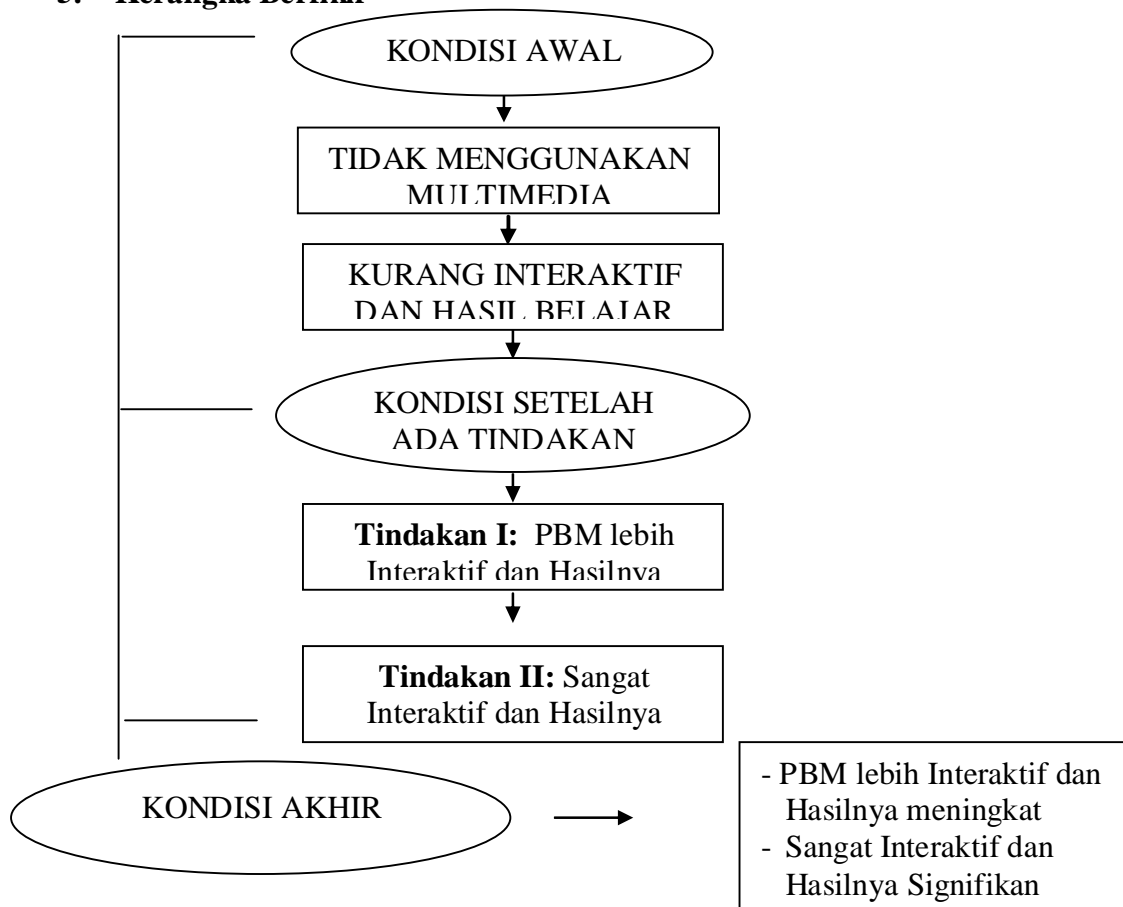 Kerangka Berfikir
KONDISI AWAL
TIDAK MENGGUNAKAN
MULTIMEDIA
KURANG INTERAKTIF
DAN HASIL BELAJAR
KONDISI SETELAH
ADA TINDAKAN
Tindakan I: PBM lebih
Interaktif dan Hasilnya
Tindakan II: Sangat
Interaktif dan Hasilnya
KONDISI AKHIR
- PBM lebih Interaktif dan
Hasilnya meningkat
- Sangat Interaktif dan
Hasilnya Signifikan